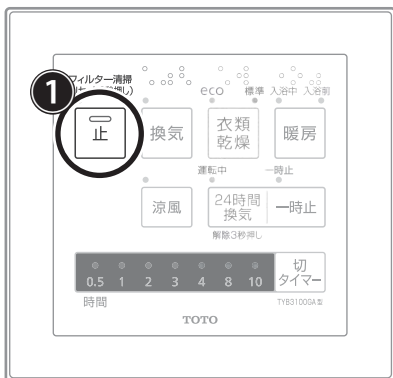 フィルター清掃
1
eco 標準 入浴中 入浴前
止 換気 衣類乾燥 暖房
運転中 一時止
涼風 24時間換気 一時止
解除3秒押し
0.5 1 2 3 4 8 10 切タイマー
時間 TYB3100GA型
TOTO